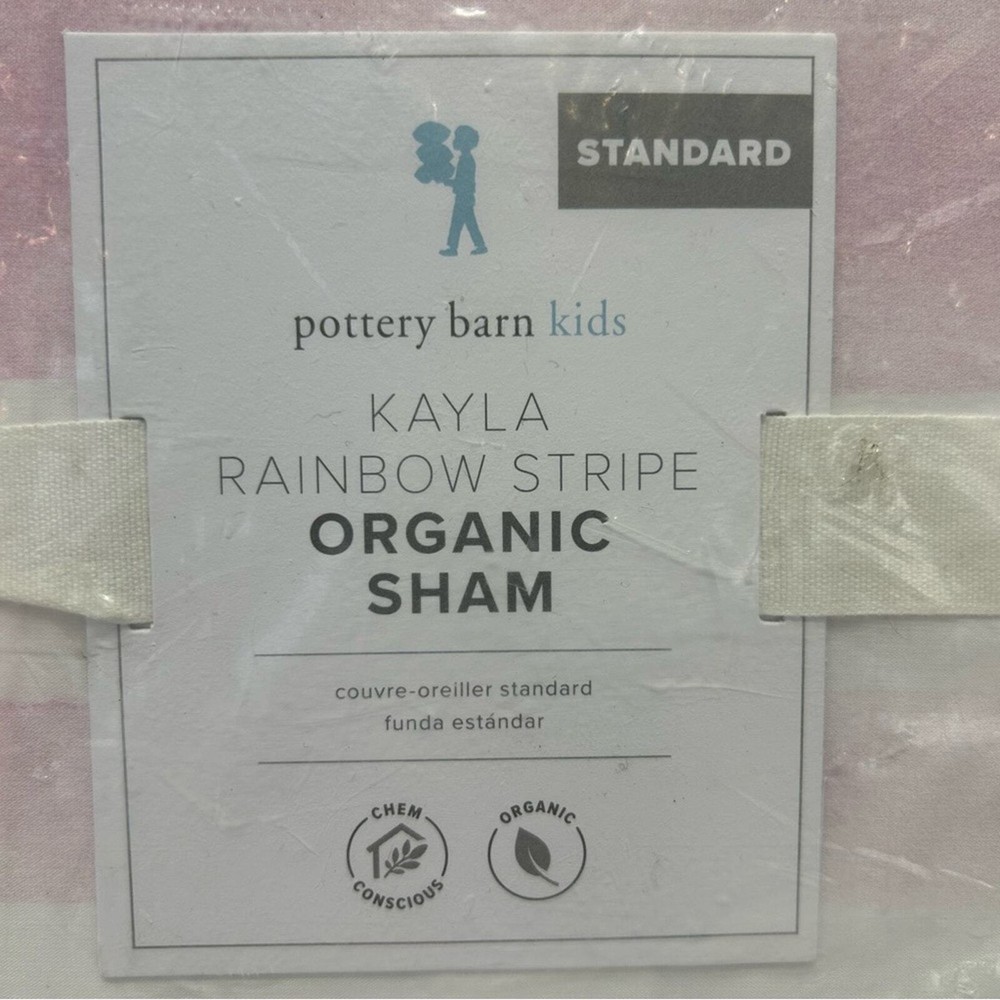 STANDARD
pottery barn kids
KAYLA
RAINBOW STRIPE
ORGANIC
SHAM
couvre-oreiller standard
funda estándar
CHEM
CONSCIOUS
ORGANIC